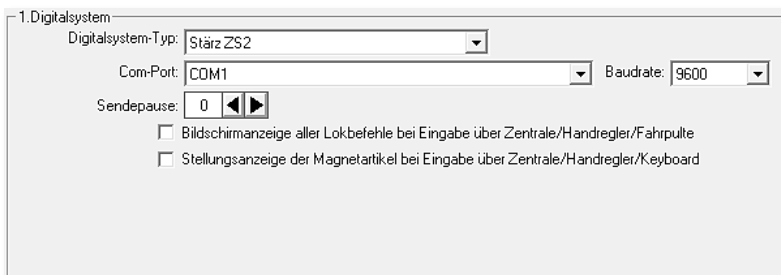 1.Digitalsystem
Digitalsystem-Typ: Stärz ZS2
Com-Port: COM1 Baudrate: 9600
Sendepause: 0
Bildschirmanzeige aller Lokbefehle bei Eingabe über Zentrale/Handregler/Fahrpulte
Stellungsanzeige der Magnetartikel bei Eingabe über Zentrale/Handregler/Keyboard